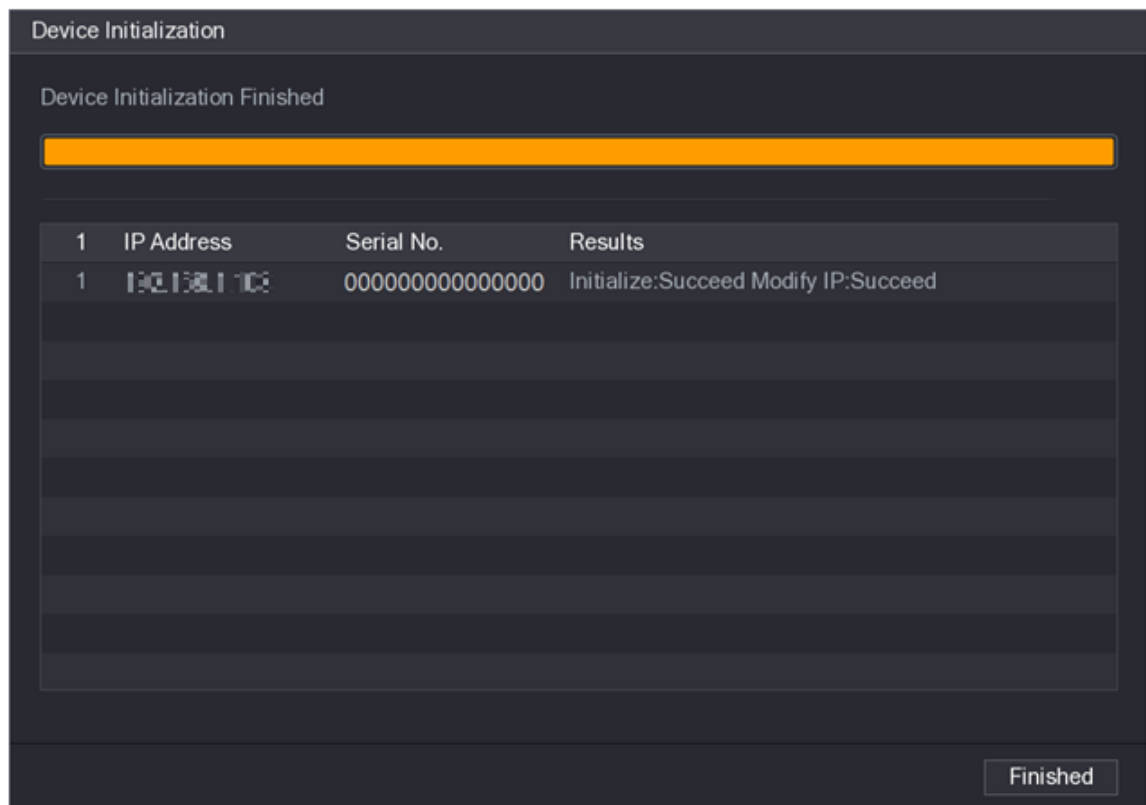 Device Initialization
Device Initialization Finished
1 IP Address Serial No. Results
1 000000000000000 Initialize:Succeed Modify IP:Succeed
Finished